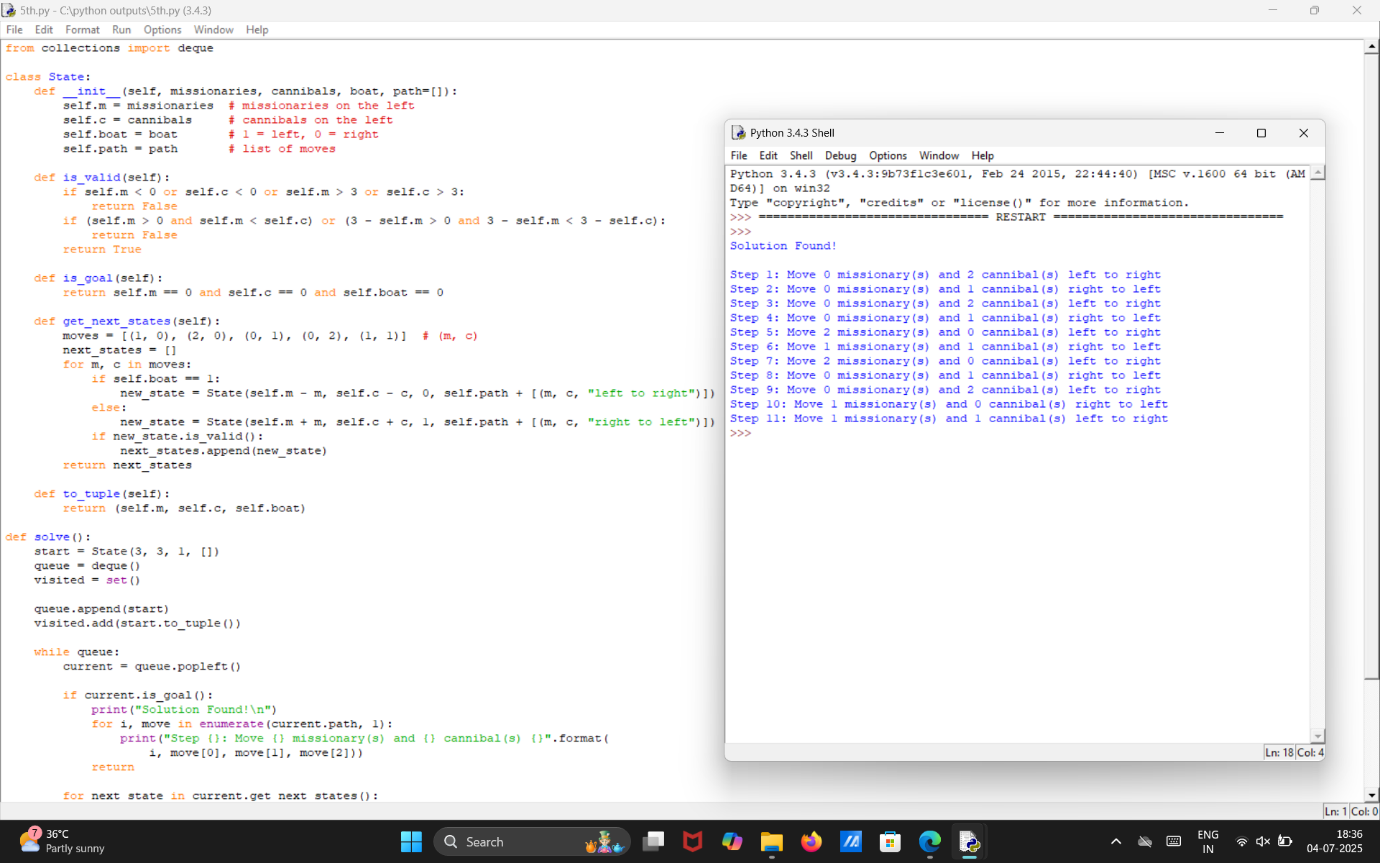 5th.py - C:\python outputs\5th.py (3.4.3)
File Edit Format Run Options Window Help
from collections import deque

class State:
    def __init__(self, missionaries, cannibals, boat, path=[]):
        self.m = missionaries  # missionaries on the left
        self.c = cannibals     # cannibals on the left
        self.boat = boat       # 1 = left, 0 = right
        self.path = path       # list of moves

    def is_valid(self):
        if self.m < 0 or self.c < 0 or self.m > 3 or self.c > 3:
            return False
        if (self.m > 0 and self.m < self.c) or (3 - self.m > 0 and 3 - self.m < 3 - self.c):
            return False
        return True

    def is_goal(self):
        return self.m == 0 and self.c == 0 and self.boat == 0

    def get_next_states(self):
        moves = [(1, 0), (2, 0), (0, 1), (0, 2), (1, 1)]  # (m, c)
        next_states = []
        for m, c in moves:
            if self.boat == 1:
                new_state = State(self.m - m, self.c - c, 0, self.path + [(m, c, "left to right")])
            else:
                new_state = State(self.m + m, self.c + c, 1, self.path + [(m, c, "right to left")])
            if new_state.is_valid():
                next_states.append(new_state)
        return next_states

    def to_tuple(self):
        return (self.m, self.c, self.boat)

def solve():
    start = State(3, 3, 1, [])
    queue = deque()
    visited = set()

    queue.append(start)
    visited.add(start.to_tuple())

    while queue:
        current = queue.popleft()

        if current.is_goal():
            print("Solution Found!\n")
            for i, move in enumerate(current.path, 1):
                print("Step {}: Move {} missionary(s) and {} cannibal(s) {}".format(
                    i, move[0], move[1], move[2]))
            return

        for next_state in current.get_next_states():
Ln: 1 Col: 0
Python 3.4.3 Shell
File Edit Shell Debug Options Window Help
Python 3.4.3 (v3.4.3:9b73f1c3e601, Feb 24 2015, 22:44:40) [MSC v.1600 64 bit (AM
D64)] on win32
Type "copyright", "credits" or "license()" for more information.
>>> ================================ RESTART ================================
>>>
Solution Found!

Step 1: Move 0 missionary(s) and 2 cannibal(s) left to right
Step 2: Move 0 missionary(s) and 1 cannibal(s) right to left
Step 3: Move 0 missionary(s) and 2 cannibal(s) left to right
Step 4: Move 0 missionary(s) and 1 cannibal(s) right to left
Step 5: Move 2 missionary(s) and 0 cannibal(s) left to right
Step 6: Move 1 missionary(s) and 1 cannibal(s) right to left
Step 7: Move 2 missionary(s) and 0 cannibal(s) left to right
Step 8: Move 0 missionary(s) and 1 cannibal(s) right to left
Step 9: Move 0 missionary(s) and 2 cannibal(s) left to right
Step 10: Move 1 missionary(s) and 0 cannibal(s) right to left
Step 11: Move 1 missionary(s) and 1 cannibal(s) left to right
>>>
Ln: 18 Col: 4
7
36°C
Partly sunny
Search
ENG
IN
18:36
04-07-2025